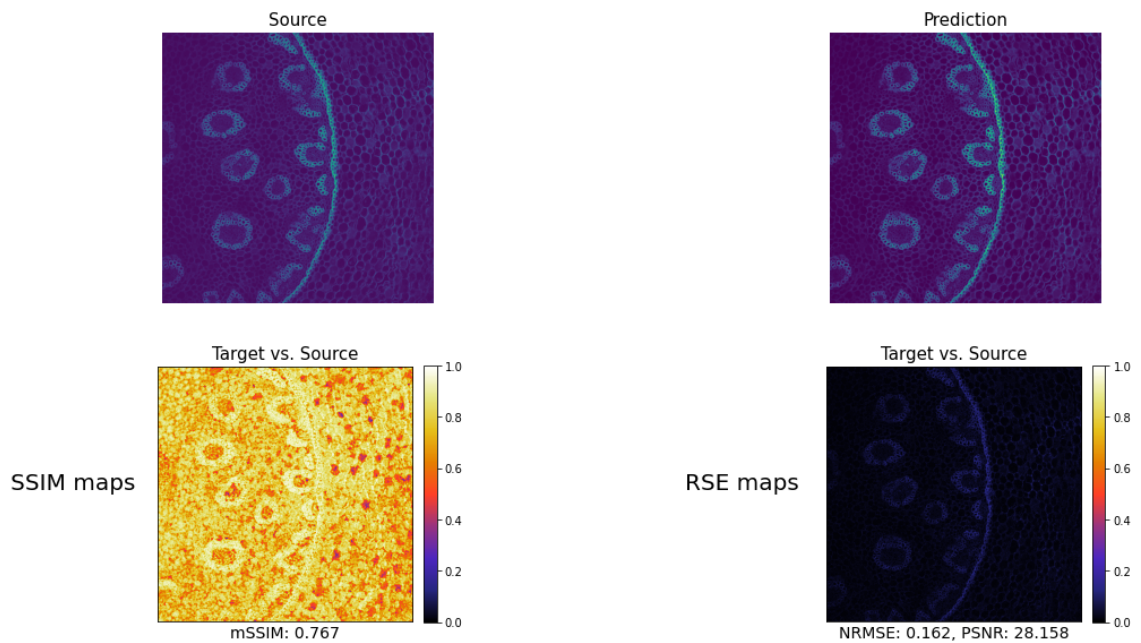 Source
Prediction
Target vs. Source
Target vs. Source
SSIM maps
1.0
0.8
0.6
0.4
0.2
0.0
RSE maps
1.0
0.8
0.6
0.4
0.2
0.0
mSSIM: 0.767
NRMSE: 0.162, PSNR: 28.158